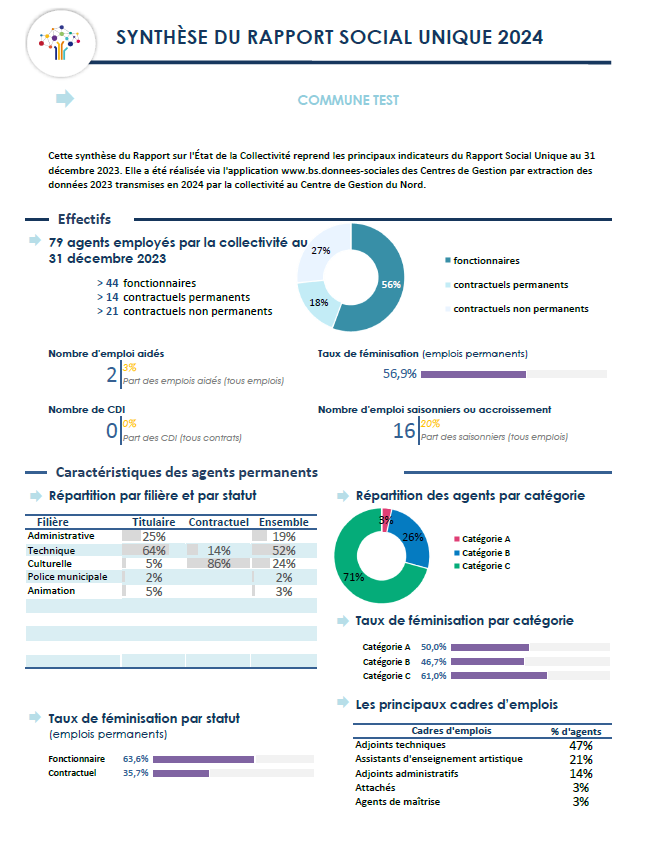 SYNTHÈSE DU RAPPORT SOCIAL UNIQUE 2024
COMMUNE TEST
Cette synthèse du Rapport sur l'État de la Collectivité reprend les principaux indicateurs du Rapport Social Unique au 31
décembre 2023. Elle a été réalisée via l'application www.bs.donnees-sociales des Centres de Gestion par extraction des
données 2023 transmises en 2024 par la collectivité au Centre de Gestion du Nord.
Effectifs
79 agents employés par la collectivité au
31 décembre 2023
> 44 fonctionnaires
> 14 contractuels permanents
> 21 contractuels non permanents
27%
56%
18%
fonctionnaires
contractuels permanents
contractuels non permanents
Nombre d'emploi aidés
2 3%
Part des emplois aidés (tous emplois)
Taux de féminisation (emplois permanents)
56,9%
Nombre de CDI
0 0%
Part des CDI (tous contrats)
Nombre d'emploi saisonniers ou accroissement
16 20%
Part des saisonniers (tous emplois)
Caractéristiques des agents permanents
Répartition par filière et par statut
Filière Titulaire Contractuel Ensemble
Administrative 25% 19%
Technique 64% 14% 52%
Culturelle 5% 86% 24%
Police municipale 2% 2%
Animation 5% 3%
Répartition des agents par catégorie
3%
26%
71%
Catégorie A
Catégorie B
Catégorie C
Taux de féminisation par catégorie
Catégorie A 50,0%
Catégorie B 46,7%
Catégorie C 61,0%
Taux de féminisation par statut
(emplois permanents)
Fonctionnaire 63,6%
Contractuel 35,7%
Les principaux cadres d'emplois
Cadres d'emplois % d'agents
Adjoints techniques 47%
Assistants d'enseignement artistique 21%
Adjoints administratifs 14%
Attachés 3%
Agents de maîtrise 3%